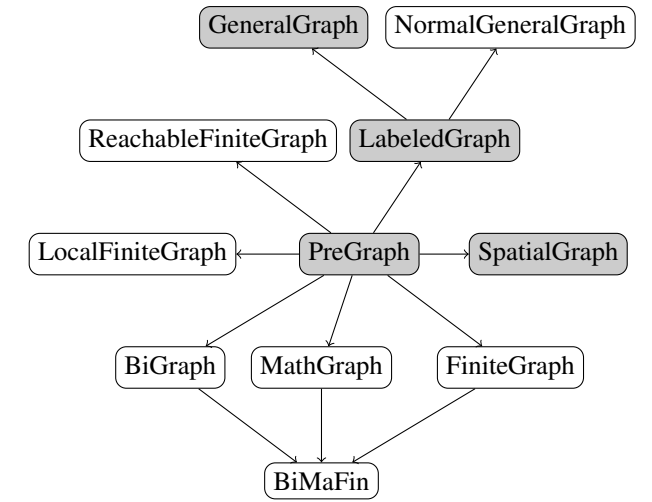 GeneralGraph
NormalGeneralGraph
ReachableFiniteGraph
LabeledGraph
LocalFiniteGraph
PreGraph
SpatialGraph
BiGraph
MathGraph
FiniteGraph
BiMaFin